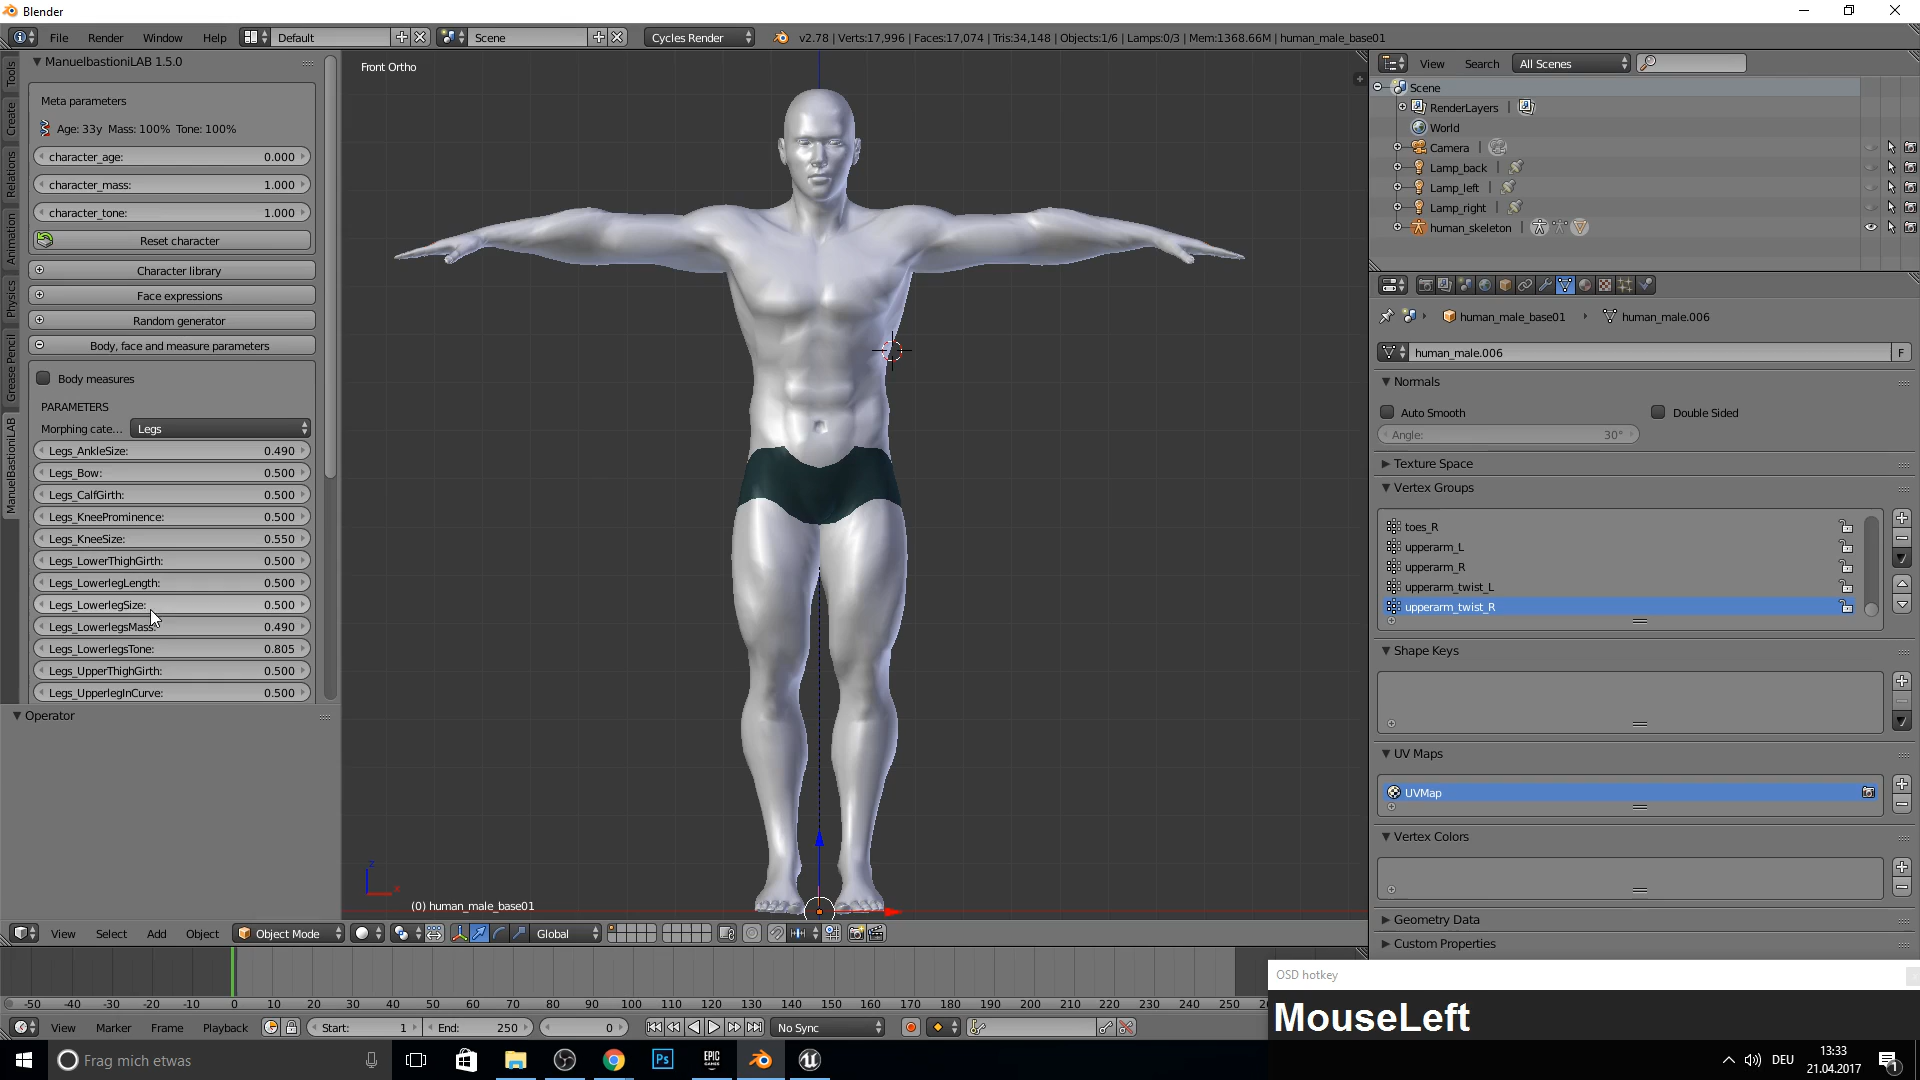 Blender
File Render Window Help Default Scene Cycles Render v2.78 | Verts:17,996 | Faces:17,074 | Tris:34,148 | Objects:1/6 | Lamps:0/3 | Mem:1368.66M | human_male_base01
ManuelbastioniLAB 1.5.0
Meta parameters
Age: 33y Mass: 100% Tone: 100%
character_age: 0.000
character_mass: 1.000
character_tone: 1.000
Reset character
Character library
Face expressions
Random generator
Body, face and measure parameters
Body measures
PARAMETERS
Morphing cate... Legs
Legs_AnkleSize: 0.490
Legs_Bow: 0.500
Legs_CalfGirth: 0.500
Legs_KneeProminence: 0.500
Legs_KneeSize: 0.550
Legs_LowerThighGirth: 0.500
Legs_LowerlegLength: 0.500
Legs_LowerlegSize: 0.500
Legs_LowerlegsMass: 0.490
Legs_LowerlegsTone: 0.805
Legs_UpperThighGirth: 0.500
Legs_UpperlegInCurve: 0.500
Operator
Tools
Create
Relations
Animation
Physics
Grease Pencil
ManuelBastioniLAB
Front Ortho
z
x
(0) human_male_base01
View Select Add Object Object Mode Global
View Search All Scenes
Scene
RenderLayers
World
Camera
Lamp_back
Lamp_left
Lamp_right
human_skeleton
human_male_base01 human_male.006
human_male.006 F
Normals
Auto Smooth Double Sided
Angle: 30°
Texture Space
Vertex Groups
toes_R
upperarm_L
upperarm_R
upperarm_twist_L
upperarm_twist_R
Shape Keys
UV Maps
UVMap
Vertex Colors
Geometry Data
Custom Properties
-50 -40 -30 -20 -10 0 10 20 30 40 50 60 70 80 90 100 110 120 130 140 150 160 170 180 190 200 210 220 230 240 250
View Marker Frame Playback Start: 1 End: 250 0 No Sync
OSD hotkey
MouseLeft
Frag mich etwas
Ps
EPIC
GAMES
DEU
13:33
21.04.2017
1